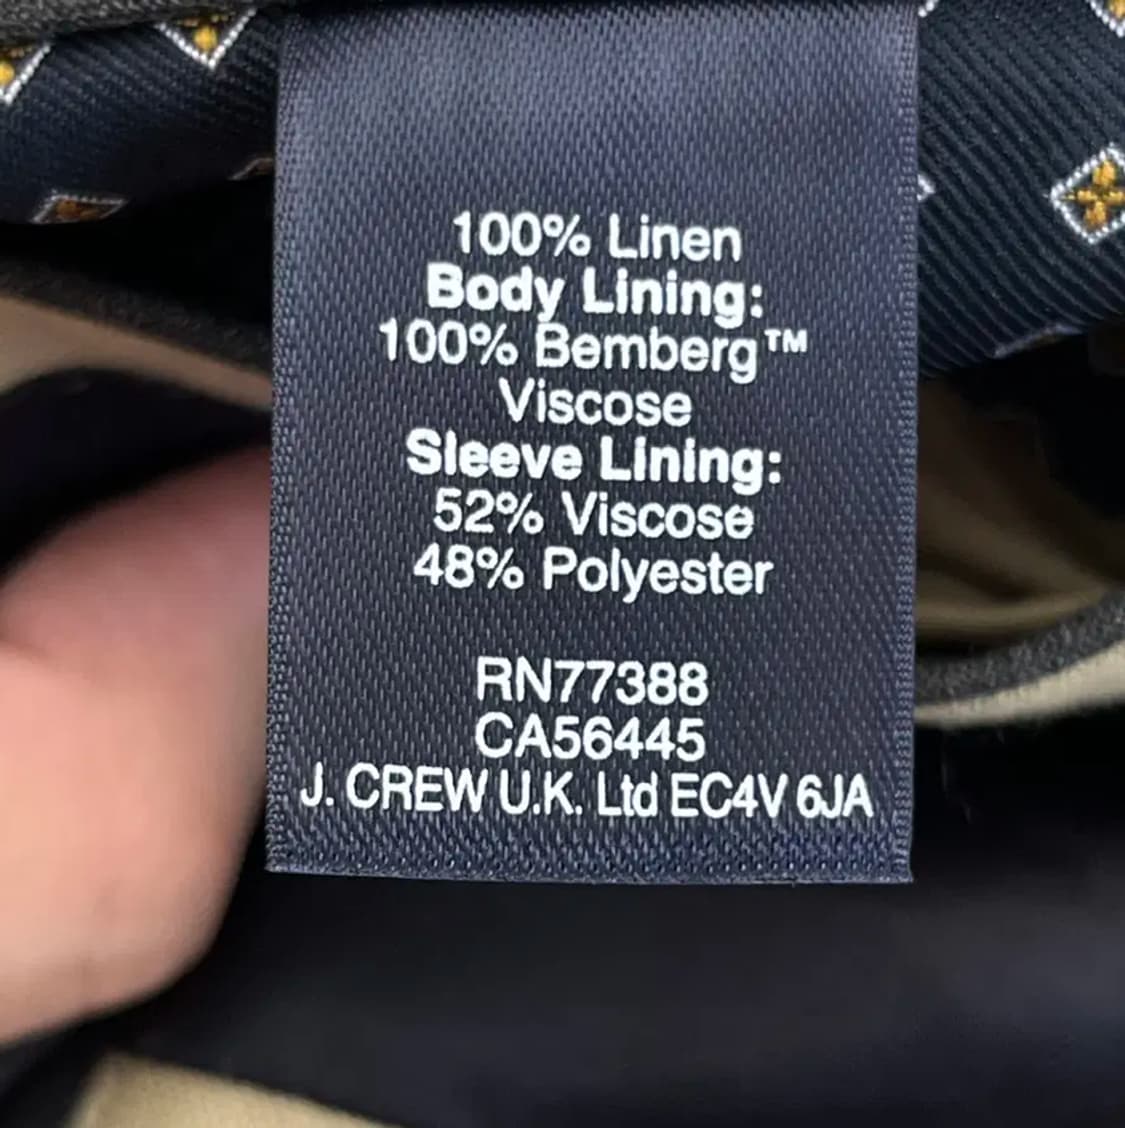 100% Linen
Body Lining:
100% Bemberg™
Viscose
Sleeve Lining:
52% Viscose
48% Polyester
RN77388
CA56445
J. CREW U.K. Ltd EC4V 6JA